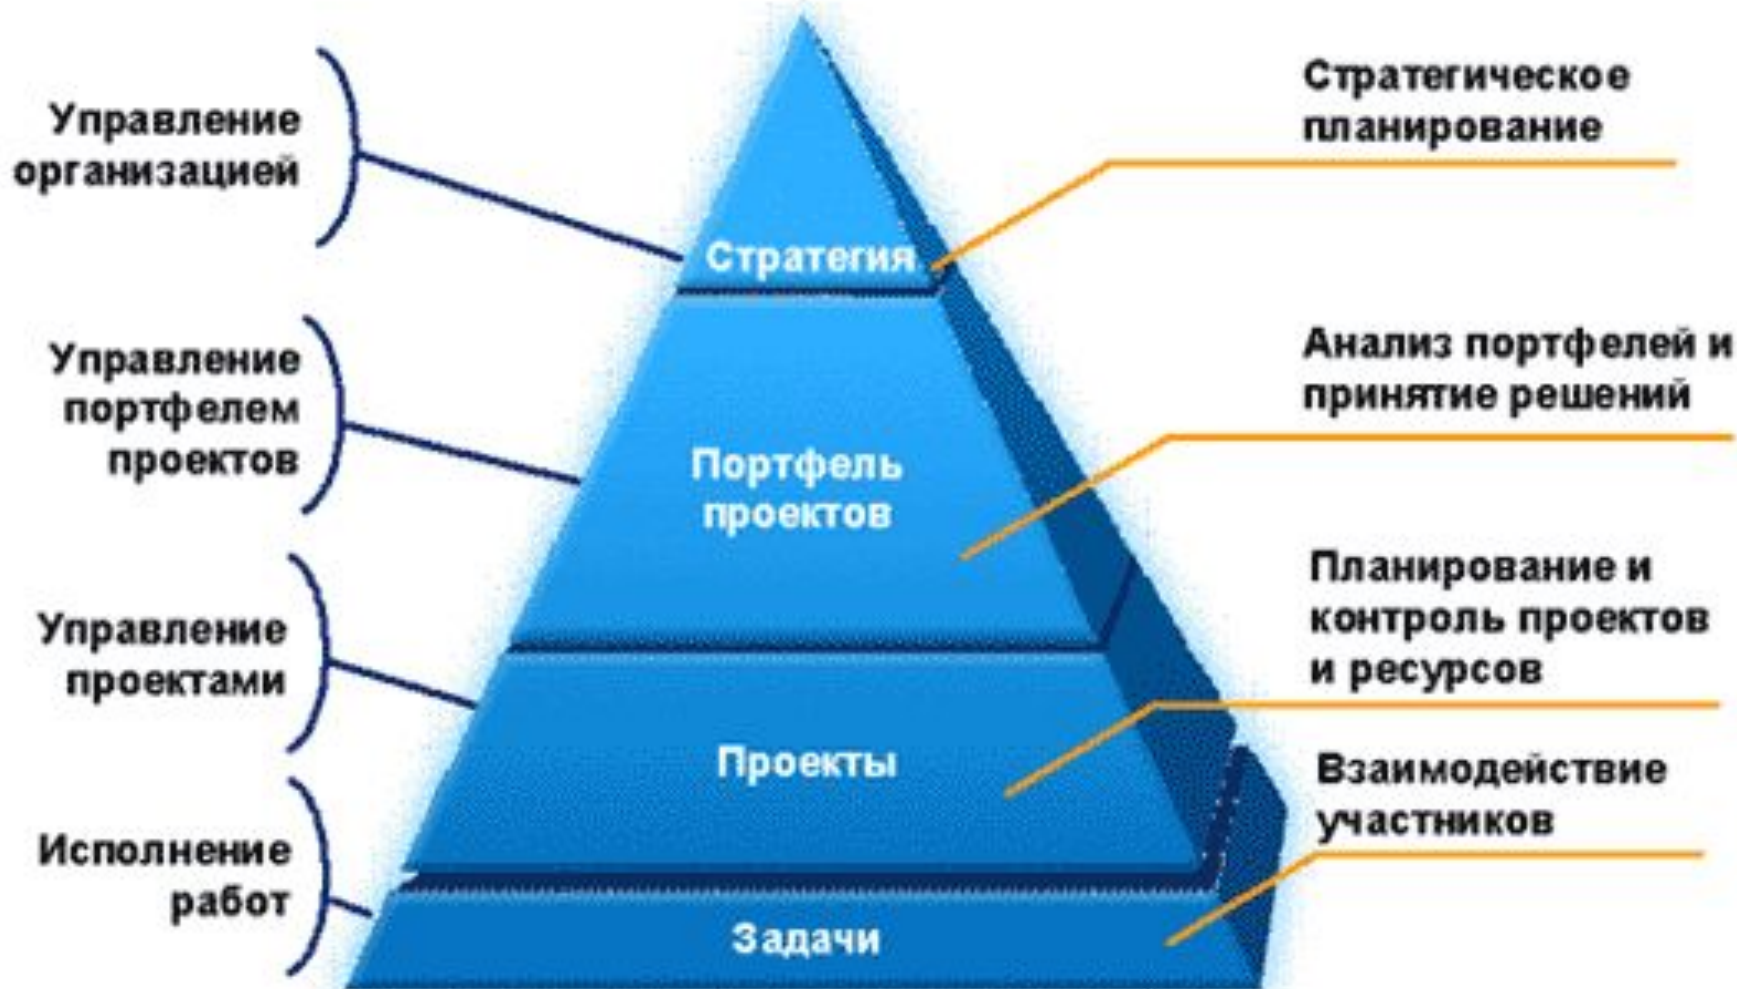 Управление
организацией
Стратегическое
планирование
Стратегия
Управление
портфелем
проектов
Портфель
проектов
Анализ портфелей и
принятие решений
Управление
проектами
Проекты
Планирование и
контроль проектов
и ресурсов
Исполнение
работ
Задачи
Взаимодействие
участников